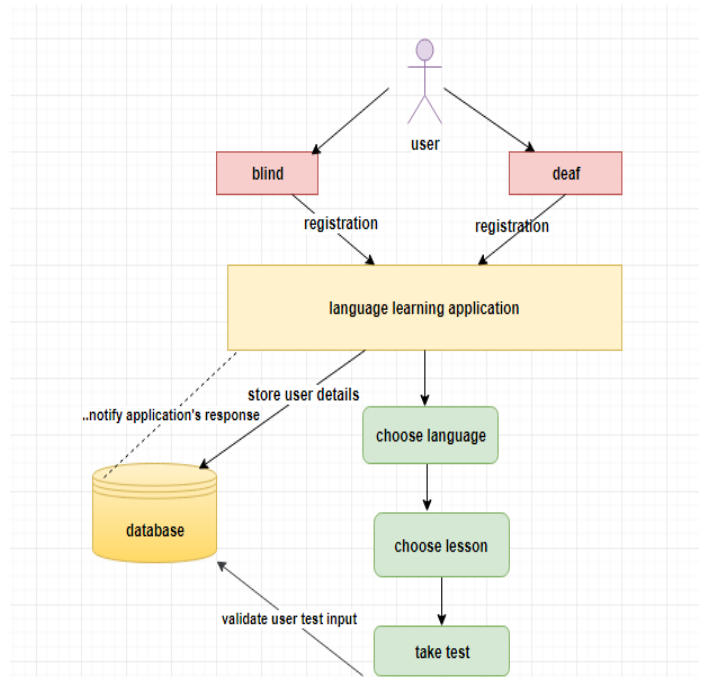 user
blind
deaf
registration
registration
language learning application
store user details
..notify application's response
choose language
database
choose lesson
validate user test input
take test